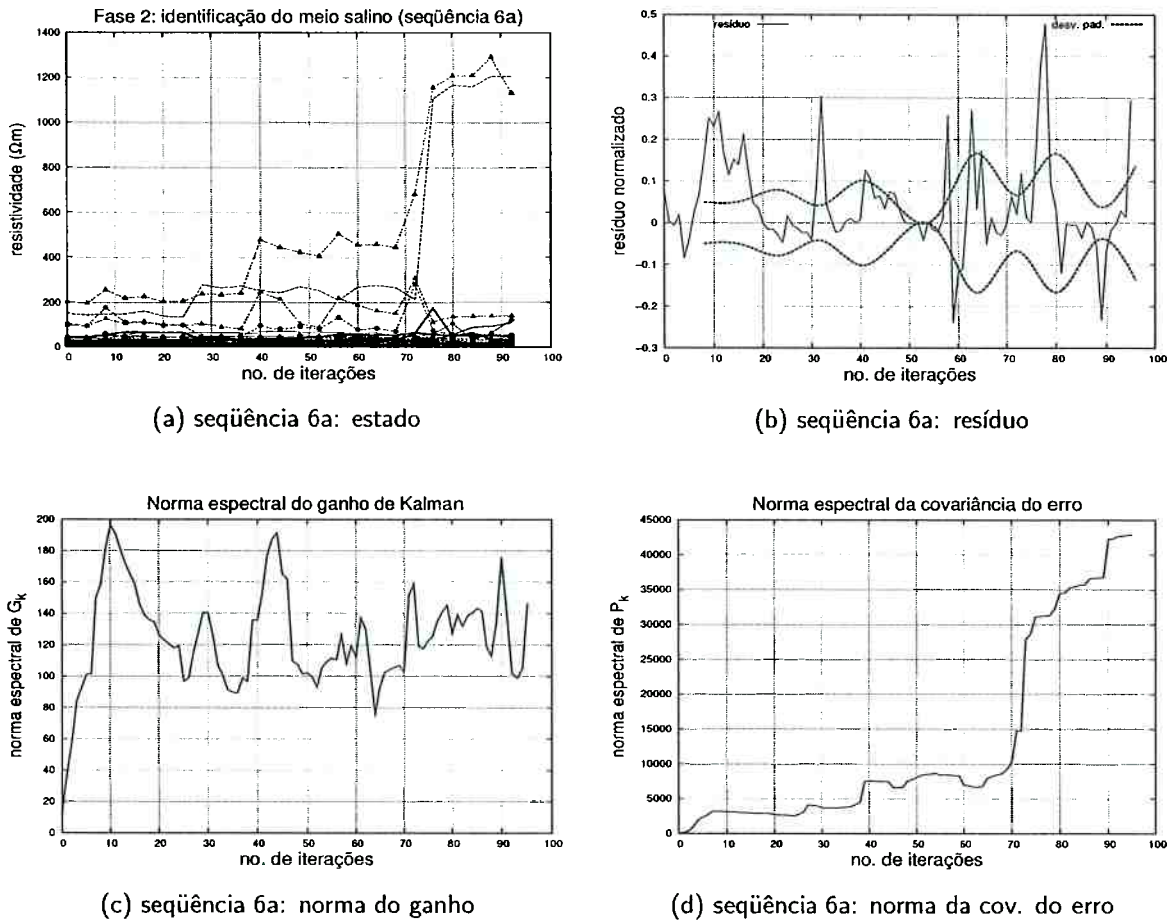 Fase 2: identificação do meio salino (seqüência 6a)
1400
1200
1000
800
600
400
200
0
resistividade (Ωm)
0 10 20 30 40 50 60 70 80 90 100
no. de iterações
(a) seqüência 6a: estado
resíduo
desv. pad.
0.5
0.4
0.3
0.2
0.1
0
−0.1
−0.2
−0.3
resíduo normalizado
0 10 20 30 40 50 60 70 80 90 100
no. de iterações
(b) seqüência 6a: resíduo
Norma espectral do ganho de Kalman
200
180
160
140
120
100
80
60
40
20
0
norma espectral de Gk
0 10 20 30 40 50 60 70 80 90 100
no. de iterações
(c) seqüência 6a: norma do ganho
Norma espectral da covariância do erro
45000
40000
35000
30000
25000
20000
15000
10000
5000
0
norma espectral de Pk
0 10 20 30 40 50 60 70 80 90 100
no. de iterações
(d) seqüência 6a: norma da cov. do erro